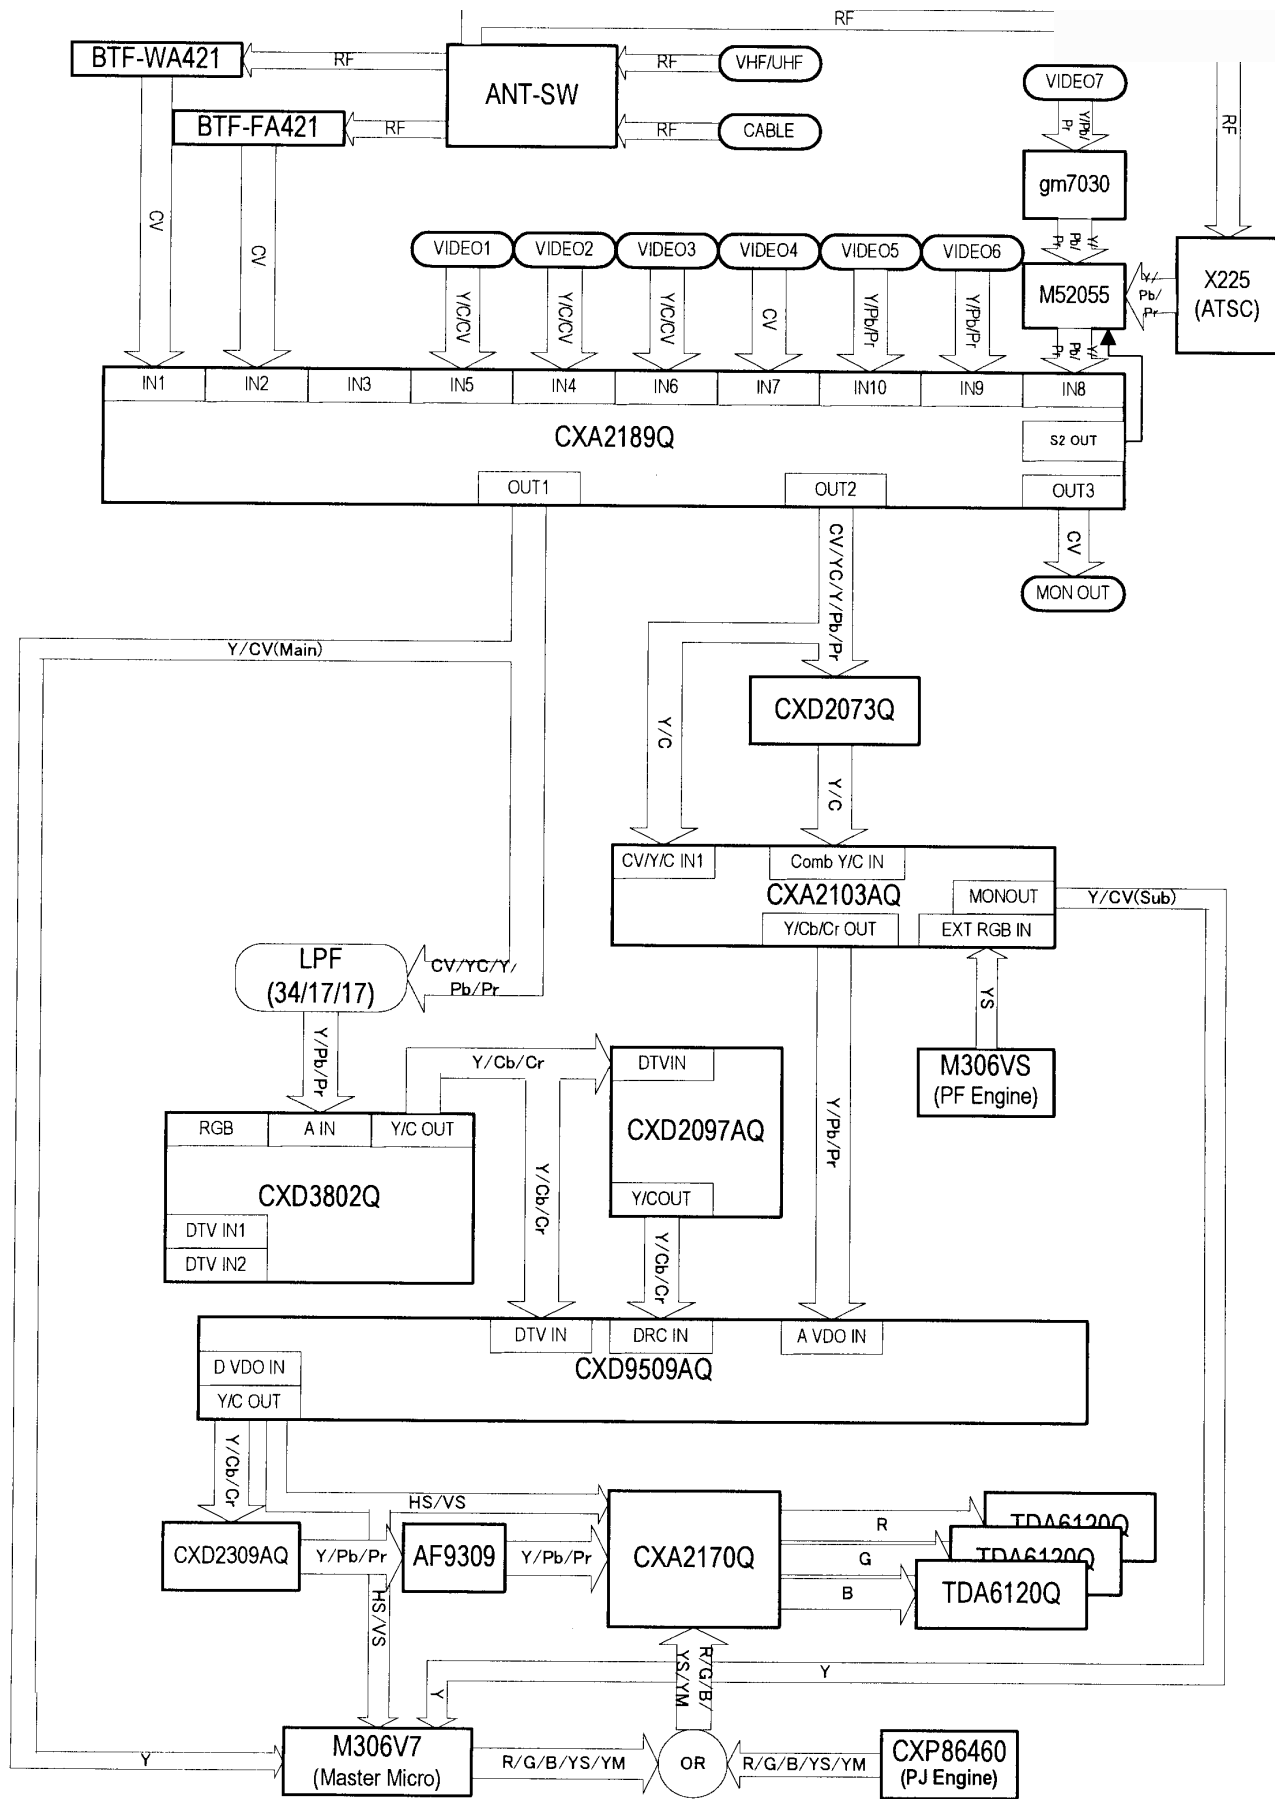 RF
BTF-WA421
RF
ANT-SW
RF
VHF/UHF
VIDEO7
BTF-FA421
RF
RF
CABLE
Y/Pb/
Pr
RF
gm7030
CV
CV
Y/
Pb/
Pr
VIDEO1
VIDEO2
VIDEO3
VIDEO4
VIDEO5
VIDEO6
M52055
Y/
Pb/
Pr
X225
(ATSC)
Y/C/CV
Y/C/CV
Y/C/CV
CV
Y/Pb/Pr
Y/Pb/Pr
Y/
Pb/
Pr
IN1
IN2
IN3
IN5
IN4
IN6
IN7
IN10
IN9
IN8
CXA2189Q
S2 OUT
OUT1
OUT2
OUT3
CV/YC/Y/Pb/Pr
CV
MON OUT
Y/CV(Main)
Y/C
CXD2073Q
Y/C
CV/Y/C IN1
Comb Y/C IN
CXA2103AQ
MONOUT
Y/CV(Sub)
Y/Cb/Cr OUT
EXT RGB IN
LPF
(34/17/17)
CV/YC/Y/
Pb/Pr
YS
Y/Pb/Pr
Y/Cb/Cr
DTVIN
M306VS
(PF Engine)
RGB
A IN
Y/C OUT
CXD2097AQ
Y/Pb/Pr
CXD3802Q
Y/Cb/Cr
Y/COUT
DTV IN1
DTV IN2
Y/Cb/Cr
DTV IN
DRC IN
A VDO IN
D VDO IN
CXD9509AQ
Y/C OUT
Y/Cb/Cr
HS/VS
R
TDA6120Q
CXD2309AQ
Y/Pb/Pr
AF9309
Y/Pb/Pr
CXA2170Q
G
TDA6120Q
B
TDA6120Q
HS/VS
R/G/B/
YS/YM
Y
Y
M306V7
(Master Micro)
Y
R/G/B/YS/YM
OR
R/G/B/YS/YM
CXP86460
(PJ Engine)